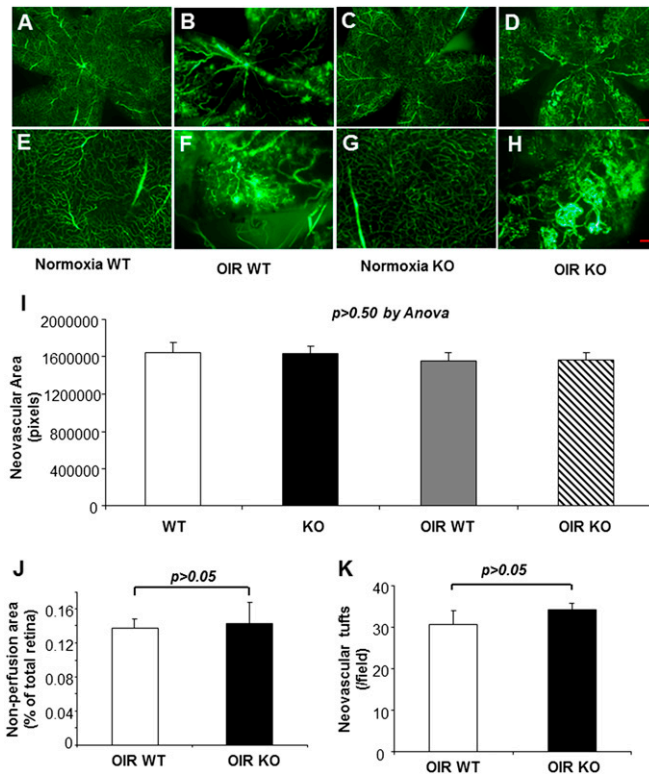 A B C D
E F G H
Normoxia WT OIR WT Normoxia KO OIR KO
I
p>0.50 by Anova
Neovascular Area
(pixels)
2000000
1600000
1200000
800000
400000
0
WT KO OIR WT OIR KO
J
p>0.05
Non-perfusion area
(% of total retina)
0.16
0.12
0.08
0.04
0
OIR WT OIR KO
K
p>0.05
Neovascular tufts
(/field)
40
30
20
10
0
OIR WT OIR KO